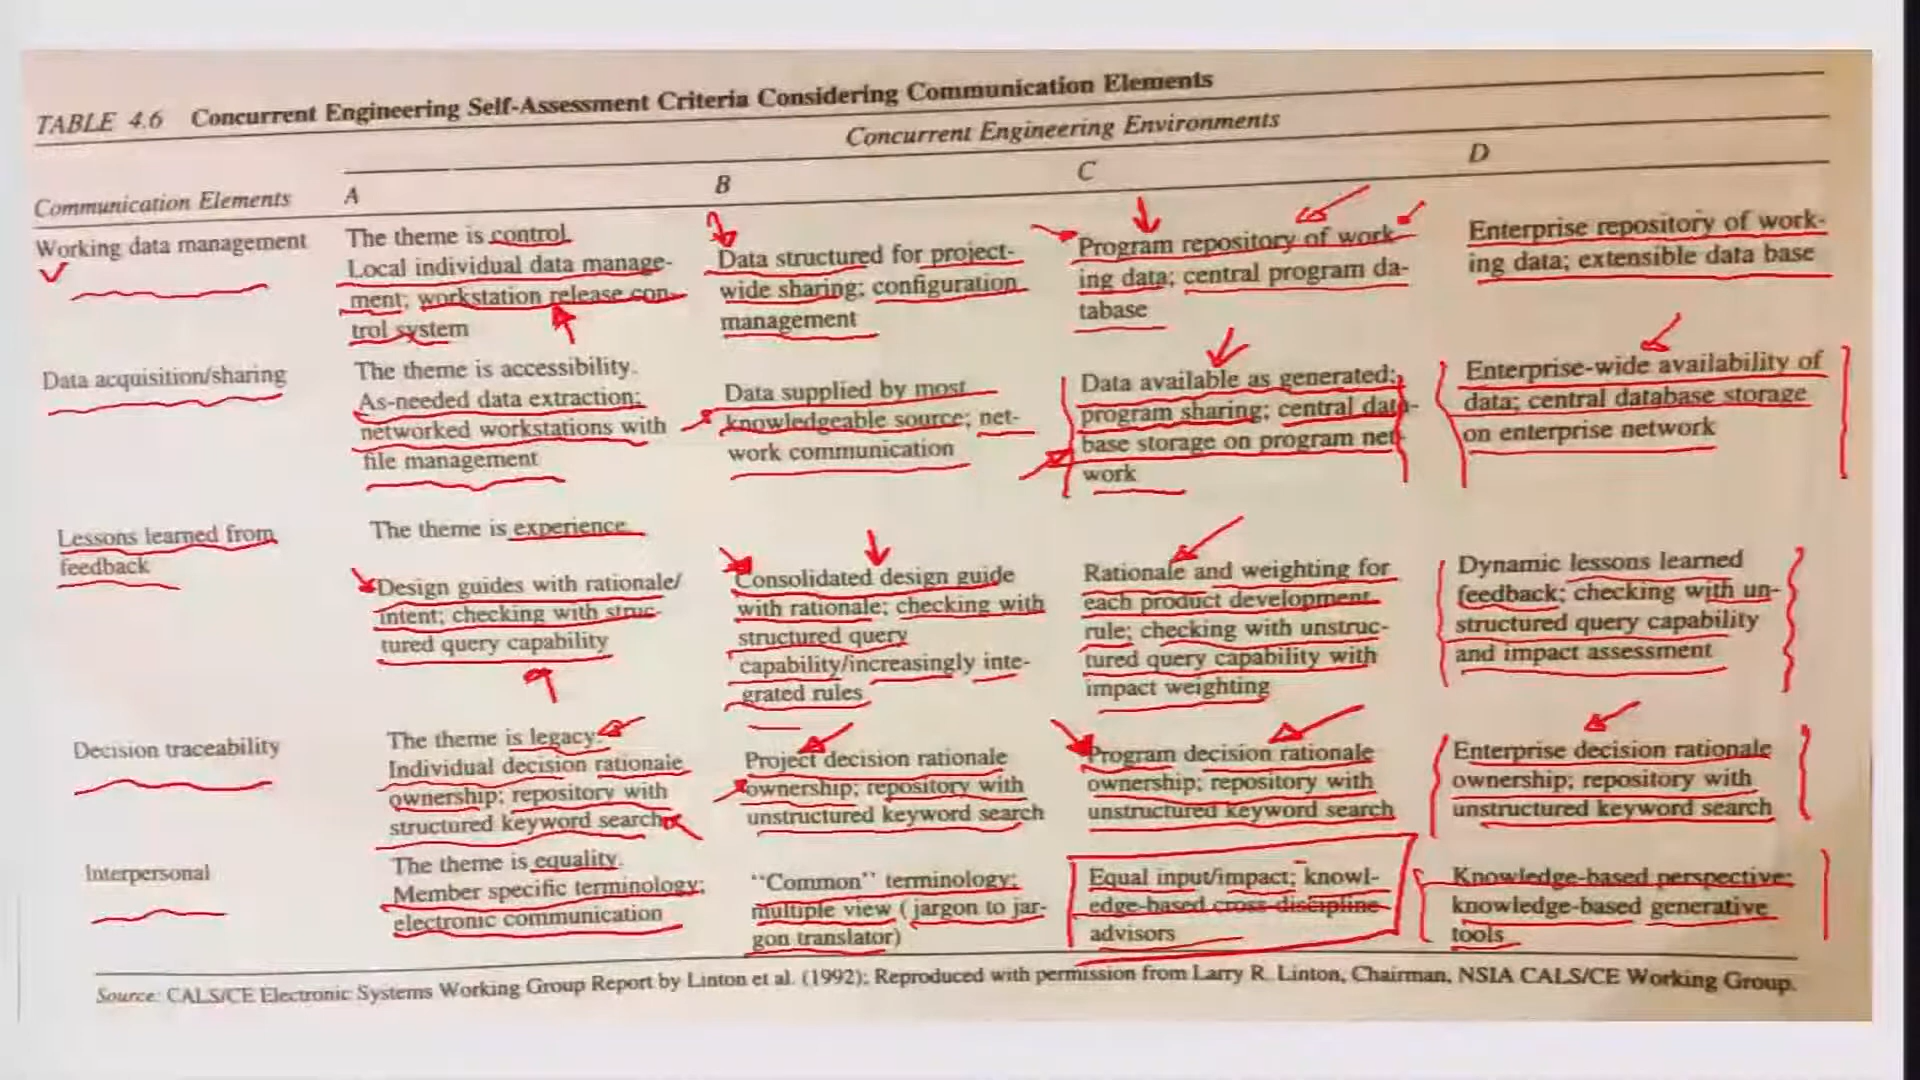 TABLE 4.6 Concurrent Engineering Self-Assessment Criteria Considering Communication Elements
Concurrent Engineering Environments
Communication Elements A B C D
Working data management
The theme is control
Local individual data manage-
ment; workstation release con-
trol system
Data structured for project-
wide sharing; configuration
management
Program repository of work-
ing data; central program da-
tabase
Enterprise repository of work-
ing data; extensible data base
Data acquisition/sharing
The theme is accessibility.
As-needed data extraction;
networked workstations with
file management
Data supplied by most
knowledgeable source; net-
work communication
Data available as generated;
program sharing; central data-
base storage on program net-
work
Enterprise-wide availability of
data; central database storage
on enterprise network
Lessons learned from
feedback
The theme is experience
Design guides with rationale/
intent; checking with struc-
tured query capability
Consolidated design guide
with rationale; checking with
structured query
capability/increasingly inte-
grated rules
Rationale and weighting for
each product development
rule; checking with unstruc-
tured query capability with
impact weighting
Dynamic lessons learned
feedback; checking with un-
structured query capability
and impact assessment
Decision traceability
The theme is legacy.
Individual decision rationale
ownership; repository with
structured keyword search
Project decision rationale
ownership; repository with
unstructured keyword search
Program decision rationale
ownership; repository with
unstructured keyword search
Enterprise decision rationale
ownership; repository with
unstructured keyword search
Interpersonal
The theme is equality.
Member specific terminology;
electronic communication
"Common" terminology;
multiple view (jargon to jar-
gon translator)
Equal input/impact; knowl-
edge-based cross-discipline
advisors
Knowledge-based perspective;
knowledge-based generative
tools
Source: CALS/CE Electronic Systems Working Group Report by Linton et al. (1992); Reproduced with permission from Larry R. Linton, Chairman, NSIA CALS/CE Working Group.